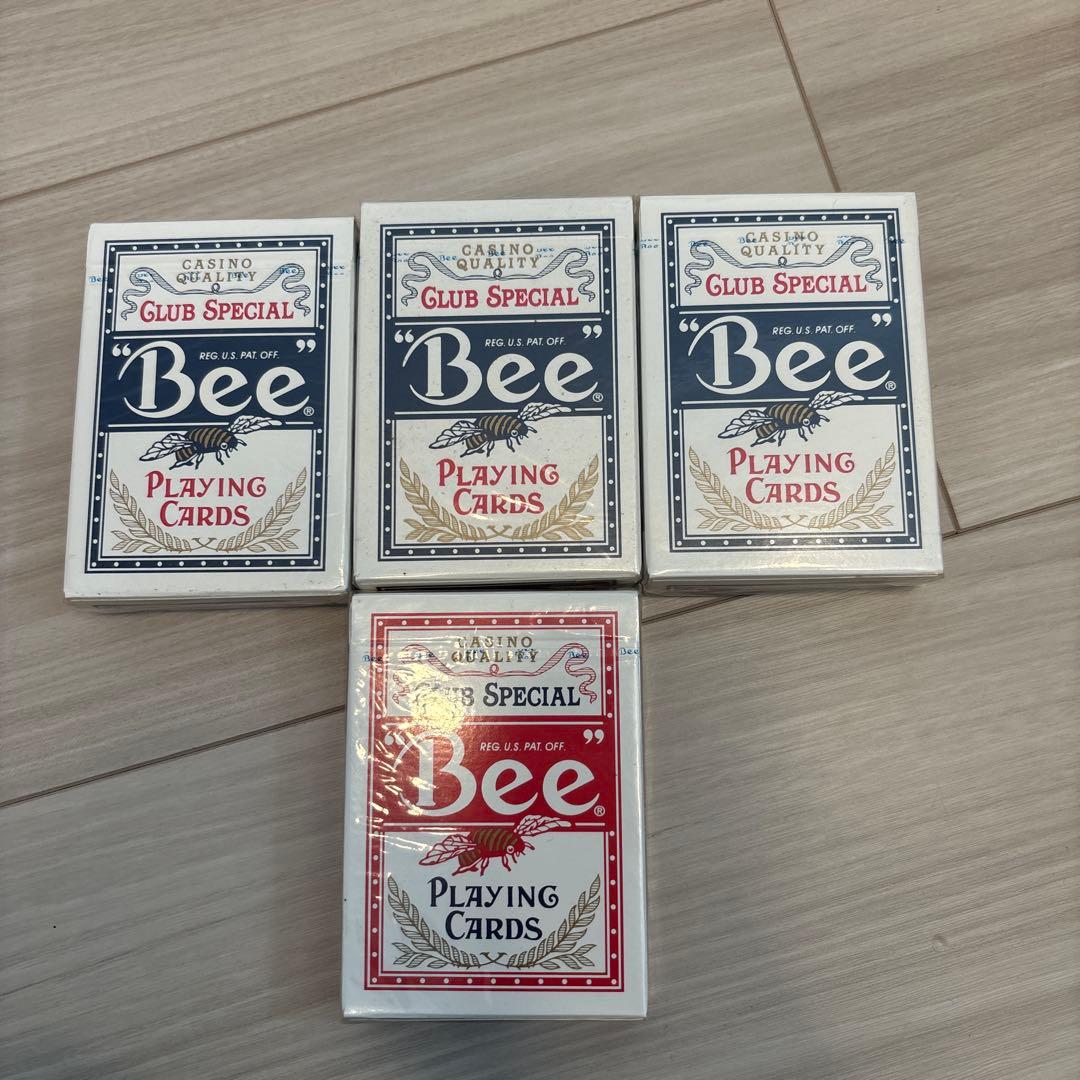 CASINO
QUALITY
CLUB SPECIAL
REG. U.S. PAT. OFF.
"Bee"®
PLAYING
CARDS
CASINO
QUALITY
CLUB SPECIAL
REG. U.S. PAT. OFF.
"Bee"®
PLAYING
CARDS
CASINO
QUALITY
CLUB SPECIAL
REG. U.S. PAT. OFF.
"Bee"®
PLAYING
CARDS
CASINO
QUALITY
CLUB SPECIAL
REG. U.S. PAT. OFF.
"Bee"®
PLAYING
CARDS